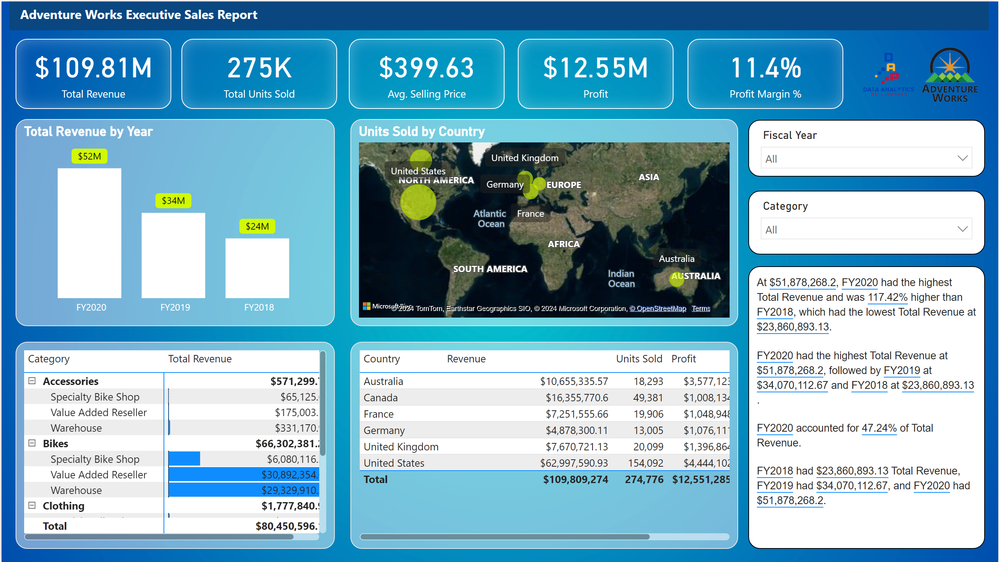 Adventure Works Executive Sales Report
$109.81M
Total Revenue
275K
Total Units Sold
$399.63
Avg. Selling Price
$12.55M
Profit
11.4%
Profit Margin %
DATA ANALYTICS
ADVENTURE
WORKS
Total Revenue by Year
$52M
$34M
$24M
FY2020
FY2019
FY2018
Units Sold by Country
United Kingdom
United States
NORTH AMERICA
Germany
EUROPE
ASIA
Atlantic
Ocean
France
AFRICA
Australia
SOUTH AMERICA
Indian
Ocean
AUSTRALIA
Microsoft
© 2024 TomTom, Earthstar Geographics SIO, © 2024 Microsoft Corporation, © OpenStreetMap Terms
Fiscal Year
All
Category
All
At $51,878,268.2, FY2020 had the highest
Total Revenue and was 117.42% higher than
FY2018, which had the lowest Total Revenue at
$23,860,893.13.
FY2020 had the highest Total Revenue at
$51,878,268.2, followed by FY2019 at
$34,070,112.67 and FY2018 at $23,860,893.13
.
FY2020 accounted for 47.24% of Total
Revenue.
FY2018 had $23,860,893.13 Total Revenue,
FY2019 had $34,070,112.67, and FY2020 had
$51,878,268.2.
Category Total Revenue
Accessories $571,299.
Specialty Bike Shop $65,125.
Value Added Reseller $175,003.
Warehouse $331,170.
Bikes $66,302,381.
Specialty Bike Shop $6,080,116.
Value Added Reseller $30,892,354.
Warehouse $29,329,910.
Clothing $1,777,840.
Total $80,450,596.
Country Revenue Units Sold Profit
Australia $10,655,335.57 18,293 $3,577,123
Canada $16,355,770.6 49,381 $1,008,134
France $7,251,555.66 19,906 $1,048,948
Germany $4,878,300.11 13,005 $1,076,11
United Kingdom $7,670,721.13 20,099 $1,396,86
United States $62,997,590.93 154,092 $4,444,102
Total $109,809,274 274,776 $12,551,285